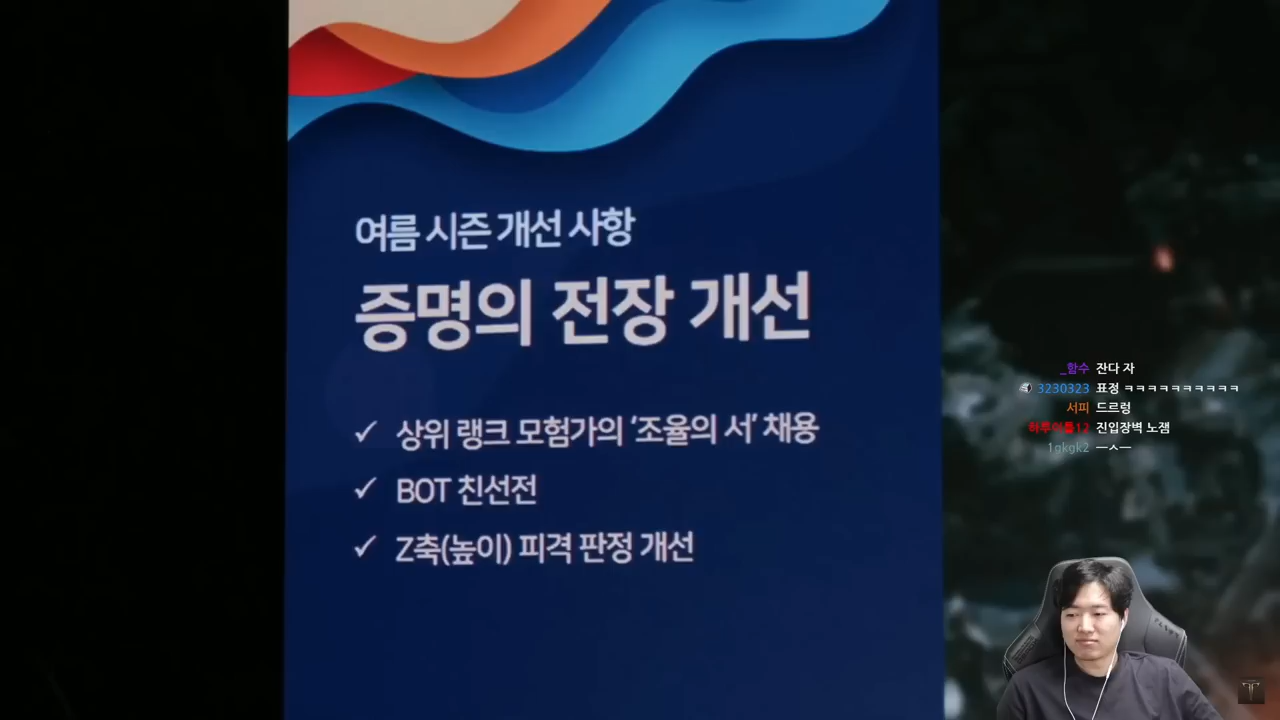 여름 시즌 개선 사항
증명의 전장 개선
✓ 상위 랭크 모험가의 ‘조율의 서’ 채용
✓ BOT 친선전
✓ Z축(높이) 피격 판정 개선
_함수 잔다 자
3230323 표정 ㅋㅋㅋㅋㅋㅋㅋㅋㅋㅋ
서피 드르렁
진입장벽 노잼
1gkgk2 ㅡㅅㅡ